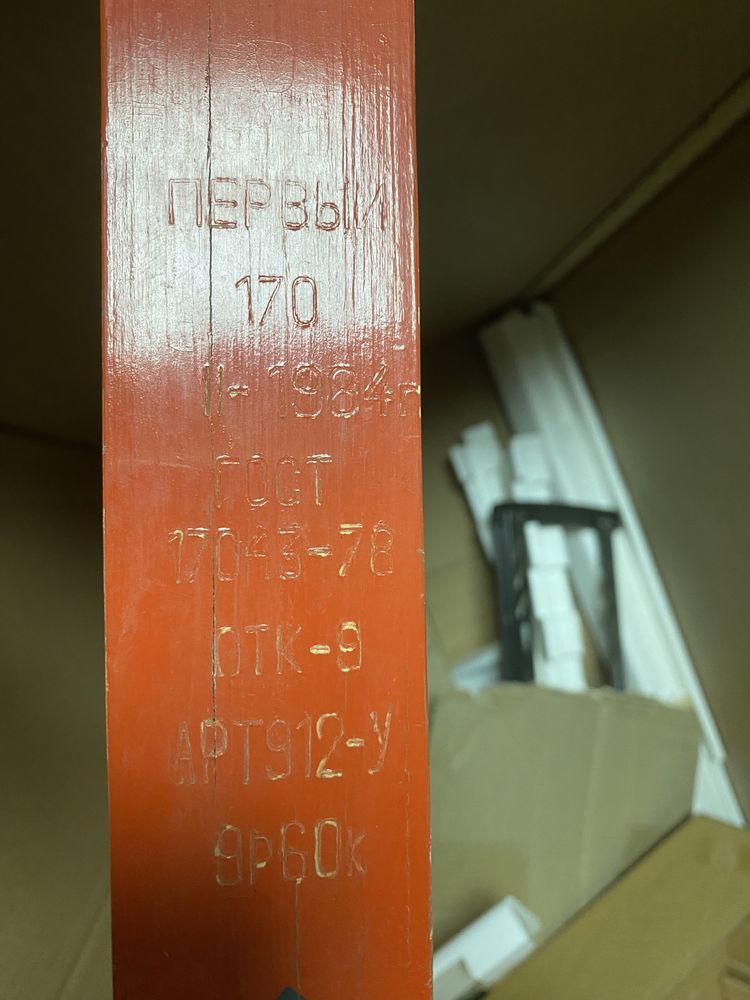 ПЕРВЫЙ
170
II-1984г
ГОСТ
17043-78
ОТК-9
АРТ912-У
9р60к